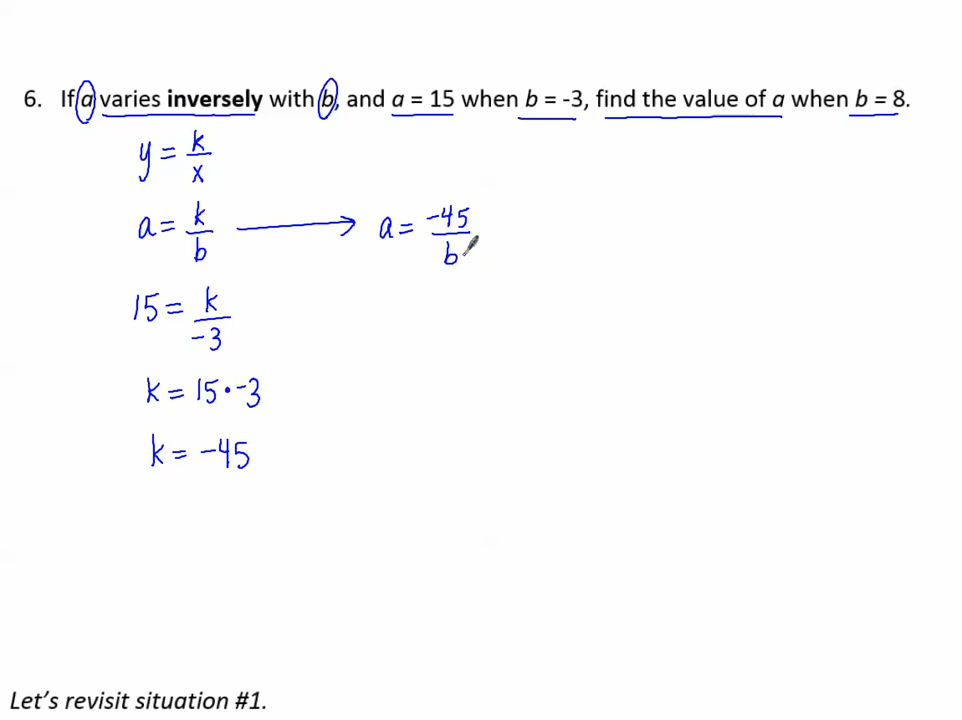 6. If a varies inversely with b, and a = 15 when b = -3, find the value of a when b = 8.
y = k/x
a = k/b → a = -45/b
15 = k/-3
k = 15 • -3
k = -45
Let's revisit situation #1.